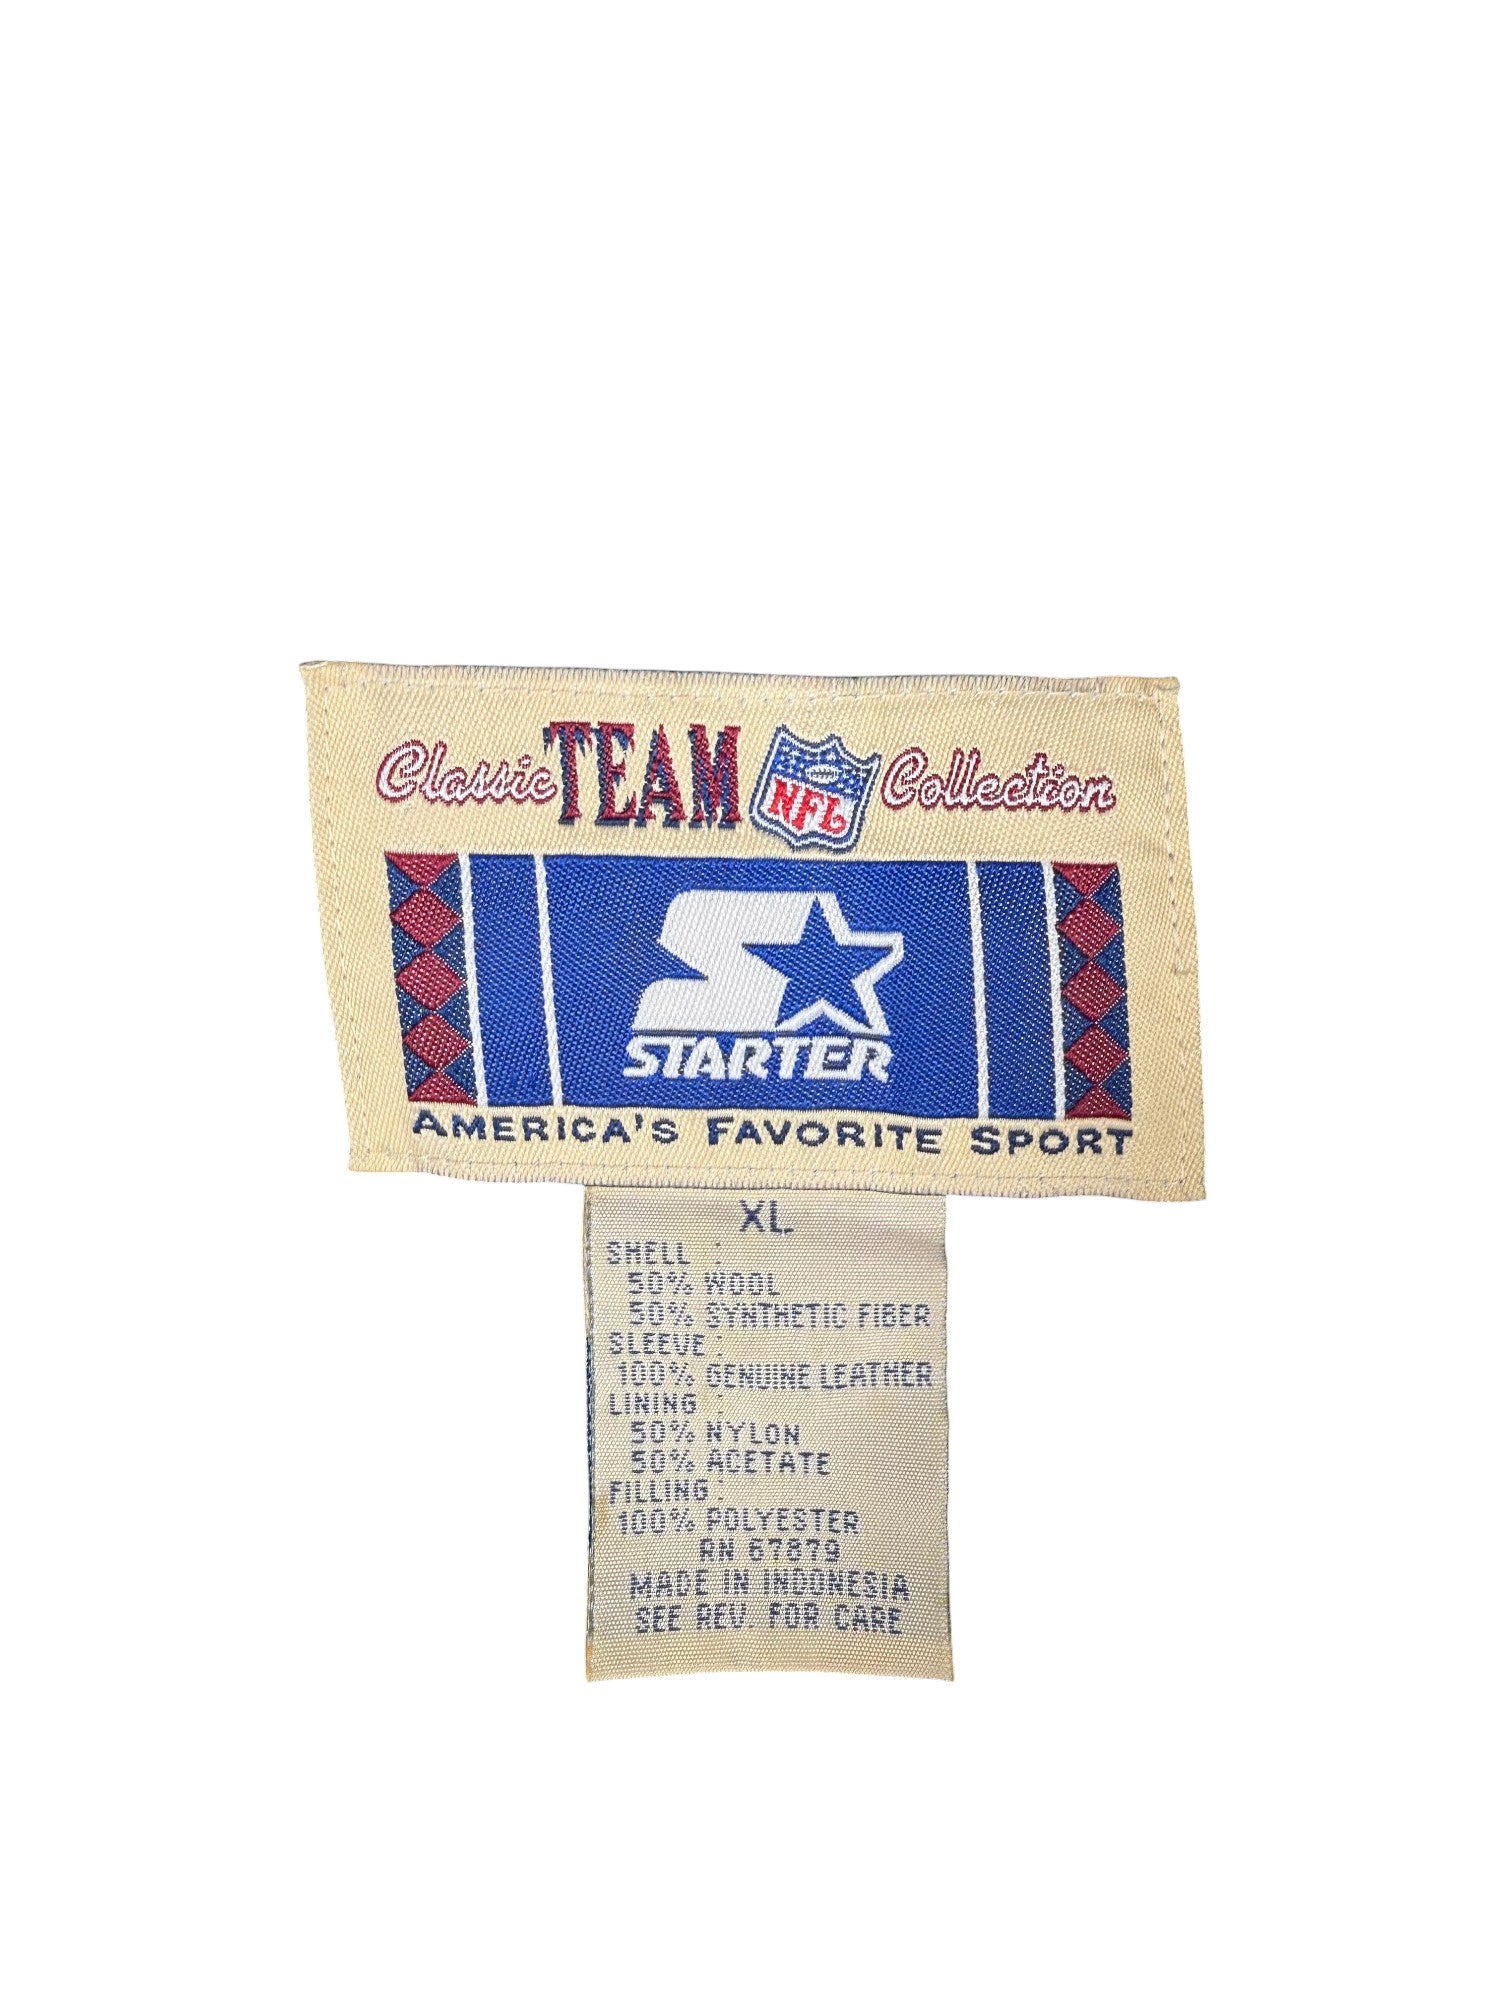 Classic TEAM NFL Collection
STARTER
AMERICA'S FAVORITE SPORT
XL
SHELL :
50% WOOL
50% SYNTHETIC FIBER
SLEEVE :
100% GENUINE LEATHER
LINING :
50% NYLON
50% ACETATE
FILLING :
100% POLYESTER
RN 67879
MADE IN INDONESIA
SEE REV. FOR CARE